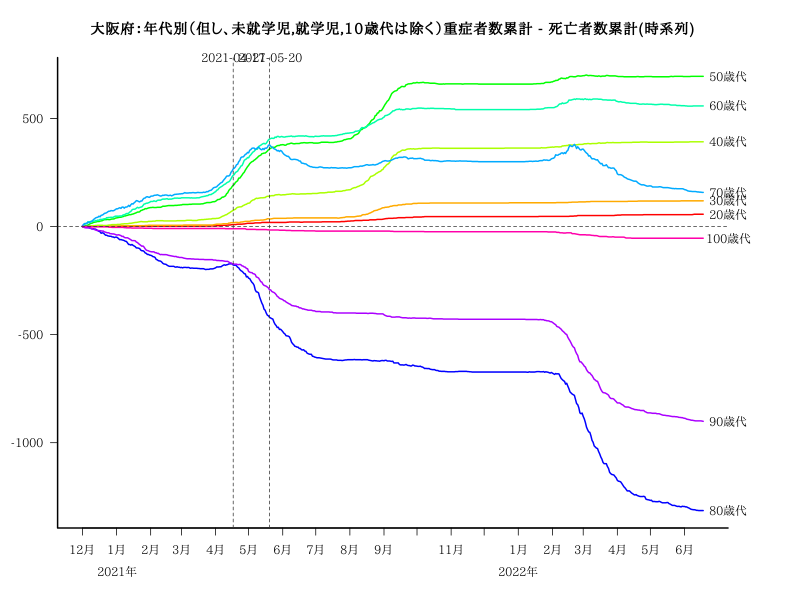 大阪府：年代別（但し、未就学児,就学児,１０歳代は除く）重症者数累計 - 死亡者数累計(時系列)
2021-04-17
2021-05-20
500
0
-500
-1000
50歳代
60歳代
40歳代
70歳代
30歳代
20歳代
100歳代
90歳代
80歳代
12月 1月 2月 3月 4月 5月 6月 7月 8月 9月 11月 1月 2月 3月 4月 5月 6月
2021年 2022年